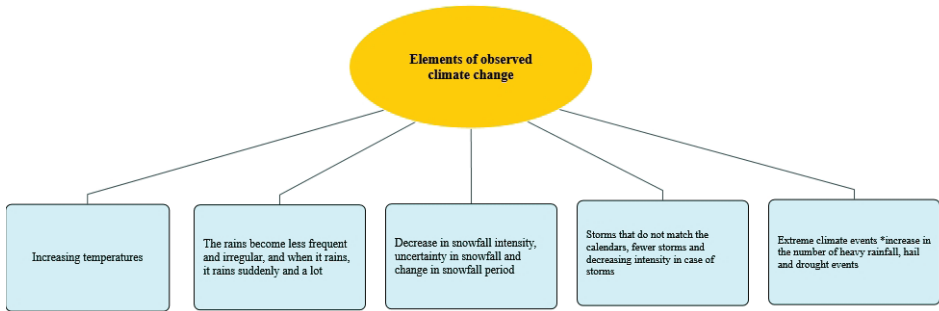 Elements of observed
climate change
Increasing temperatures
The rains become less frequent
and irregular, and when it rains,
it rains suddenly and a lot
Decrease in snowfall intensity,
uncertainty in snowfall and
change in snowfall period
Storms that do not match the
calendars, fewer storms and
decreasing intensity in case of
storms
Extreme climate events *increase in
the number of heavy rainfall, hail
and drought events